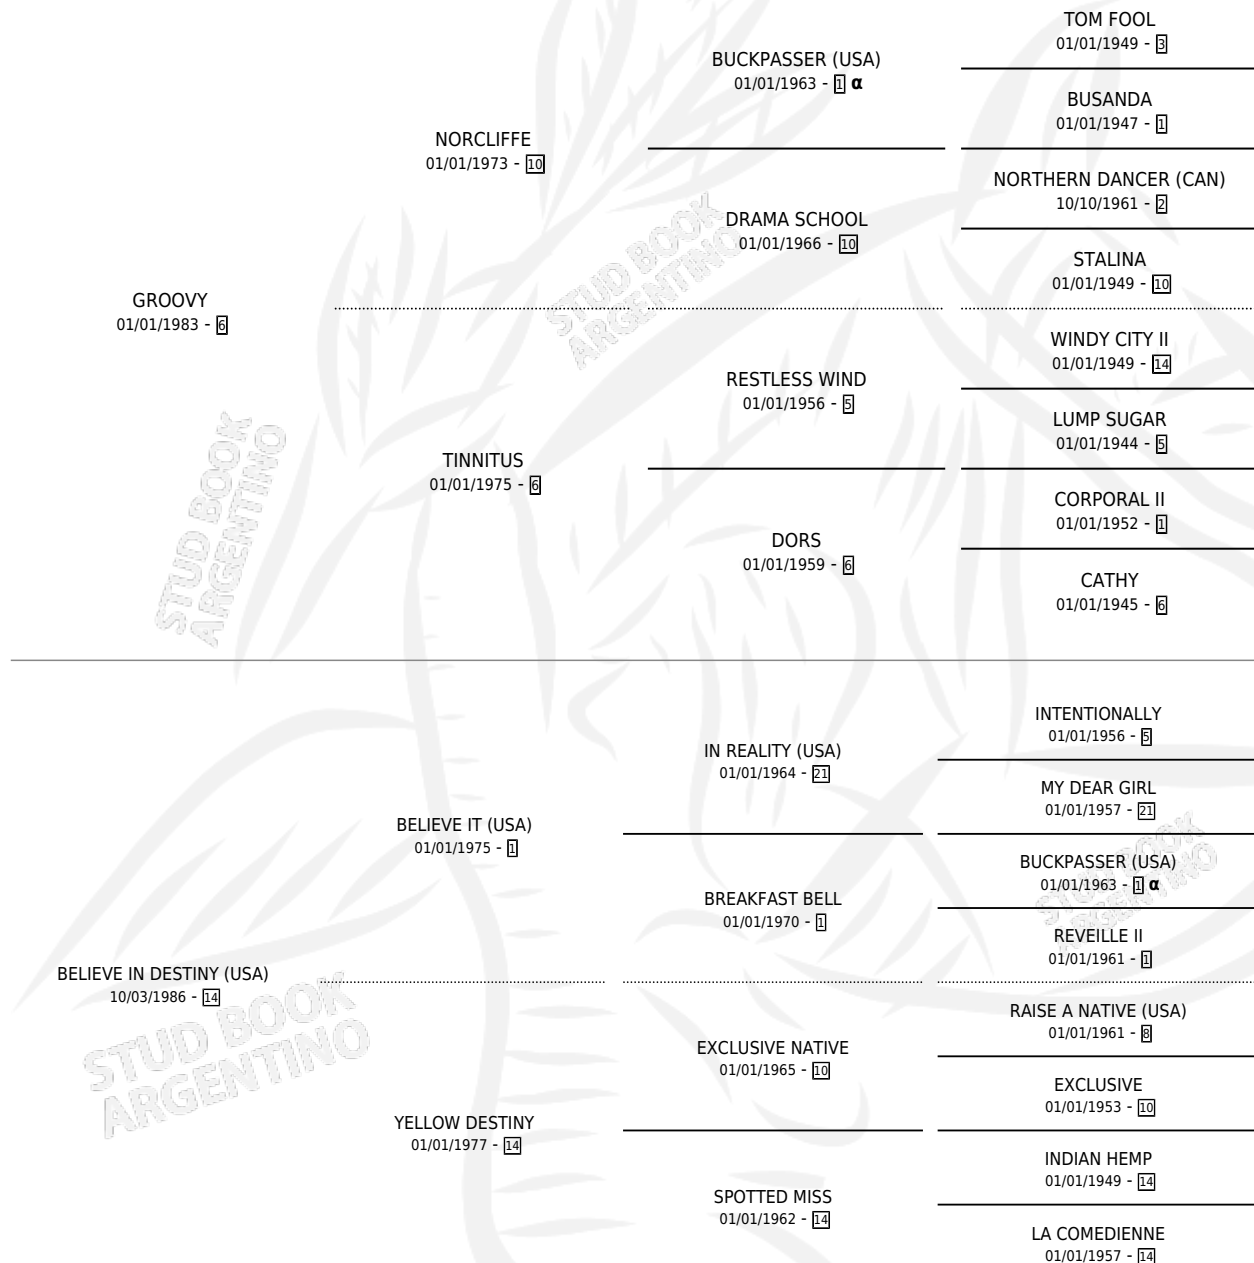 GROOVY
01/01/1983 - 6
NORCLIFFE
01/01/1973 - 10
BUCKPASSER (USA)
01/01/1963 - 1 α
TOM FOOL
01/01/1949 - 3
BUSANDA
01/01/1947 - 1
DRAMA SCHOOL
01/01/1966 - 10
NORTHERN DANCER (CAN)
10/10/1961 - 2
STALINA
01/01/1949 - 10
TINNITUS
01/01/1975 - 6
RESTLESS WIND
01/01/1956 - 5
WINDY CITY II
01/01/1949 - 14
LUMP SUGAR
01/01/1944 - 5
DORS
01/01/1959 - 6
CORPORAL II
01/01/1952 - 1
CATHY
01/01/1945 - 6
BELIEVE IN DESTINY (USA)
10/03/1986 - 14
BELIEVE IT (USA)
01/01/1975 - 1
IN REALITY (USA)
01/01/1964 - 21
INTENTIONALLY
01/01/1956 - 5
MY DEAR GIRL
01/01/1957 - 21
BREAKFAST BELL
01/01/1970 - 1
BUCKPASSER (USA)
01/01/1963 - 1 α
REVEILLE II
01/01/1961 - 1
YELLOW DESTINY
01/01/1977 - 14
EXCLUSIVE NATIVE
01/01/1965 - 10
RAISE A NATIVE (USA)
01/01/1961 - 8
EXCLUSIVE
01/01/1953 - 10
SPOTTED MISS
01/01/1962 - 14
INDIAN HEMP
01/01/1949 - 14
LA COMEDIENNE
01/01/1957 - 14
STUD BOOK
ARGENTINO
STUD BOOK
ARGENTINO
STUD BOOK
ARGENTINO
STUD BOOK
ARGENTINO